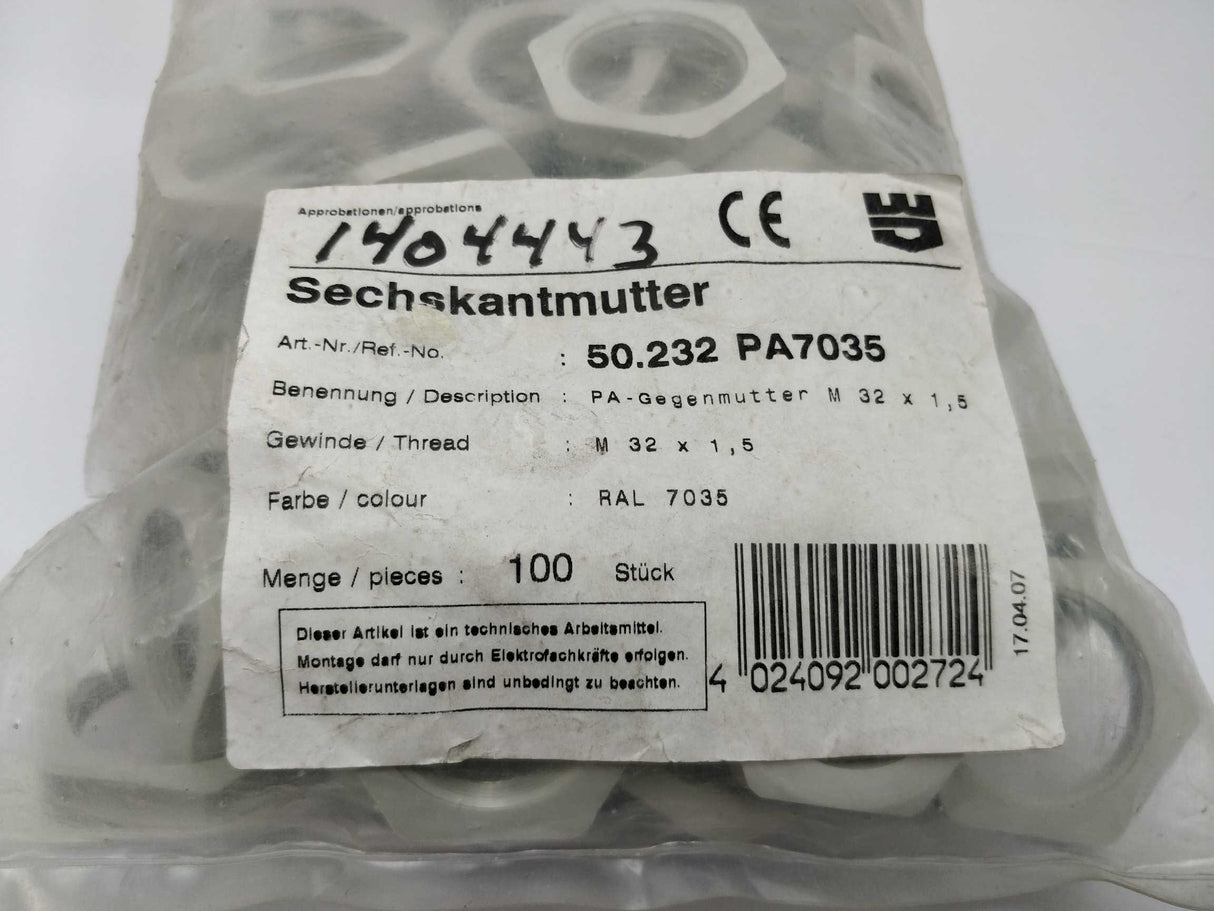 Approbationen/approbations
1404443 CE
Sechskantmutter
Art.-Nr./Ref.-No. : 50.232 PA7035
Benennung / Description : PA-Gegenmutter M 32 x 1,5
Gewinde / Thread : M 32 x 1,5
Farbe / colour : RAL 7035
Menge / pieces : 100 Stück
Dieser Artikel ist ein technisches Arbeitsmittel.
Montage darf nur durch Elektrofachkräfte erfolgen.
Herstellerunterlagen sind unbedingt zu beachten.
4 024092 002724
17.04.07